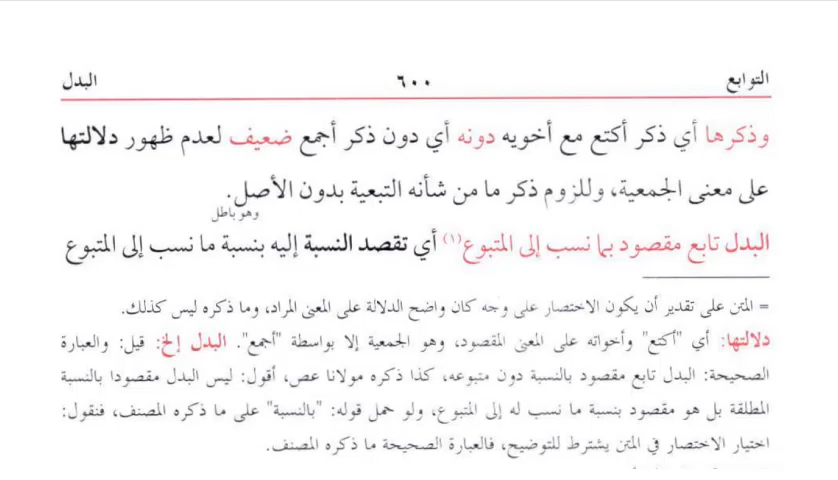 التوابع ٦٠٠ البدل
وذكرها أي ذكر أكتع مع أخويه دونه أي دون ذكر أجمع ضعيف لعدم ظهور دلالتها
على معنى الجمعية، وللزوم ذكر ما من شأنه التبعية بدون الأصل.
وهو باطل
البدل تابع مقصود بما نسب إلى المتبوع(١) أي تقصد النسبة إليه بنسبة ما نسب إلى المتبوع
= المتن على تقدير أن يكون الاختصار على وجه كان واضح الدلالة على المعنى المراد، وما ذكره ليس كذلك.
دلالتها: أي "أكتع" وأخواته على المعنى المقصود، وهو الجمعية إلا بواسطة "أجمع". البدل إلخ: قيل: والعبارة
الصحيحة: البدل تابع مقصود بالنسبة دون متبوعه، كذا ذكره مولانا عص، أقول: ليس البدل مقصودا بالنسبة
المطلقة بل هو مقصود بنسبة ما نسب له إلى المتبوع، ولو حمل قوله: "بالنسبة" على ما ذكره المصنف، فنقول:
اختيار الاختصار في المتن يشترط للتوضيح، فالعبارة الصحيحة ما ذكره المصنف.